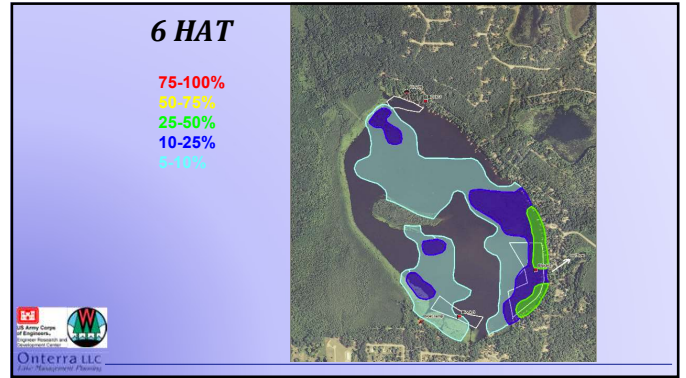 6 HAT
75-100%
50-75%
25-50%
10-25%
5-10%
US Army Corps
of Engineers®
Engineer Research and
Development Center
Onterra LLC
Lake Management Planning